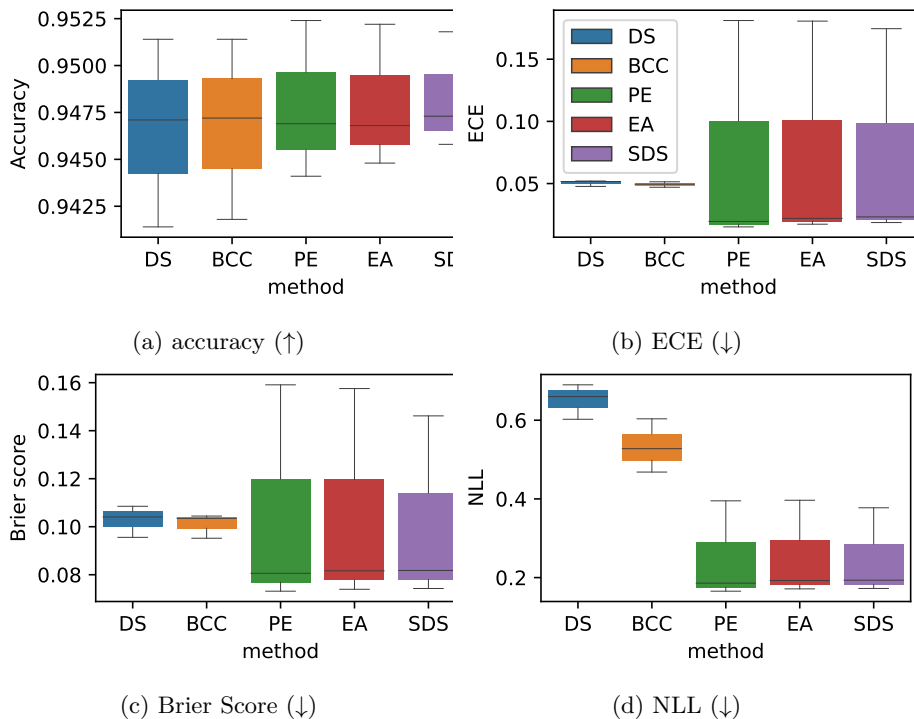 0.9525
0.9500
0.9475
0.9450
0.9425
Accuracy
DS BCC PE EA SD
method
(a) accuracy (↑)
0.15
0.10
0.05
ECE
DS
BCC
PE
EA
SDS
DS BCC PE EA SDS
method
(b) ECE (↓)
0.16
0.14
0.12
0.10
0.08
Brier score
DS BCC PE EA SDS
method
(c) Brier Score (↓)
0.6
0.4
0.2
NLL
DS BCC PE EA SDS
method
(d) NLL (↓)